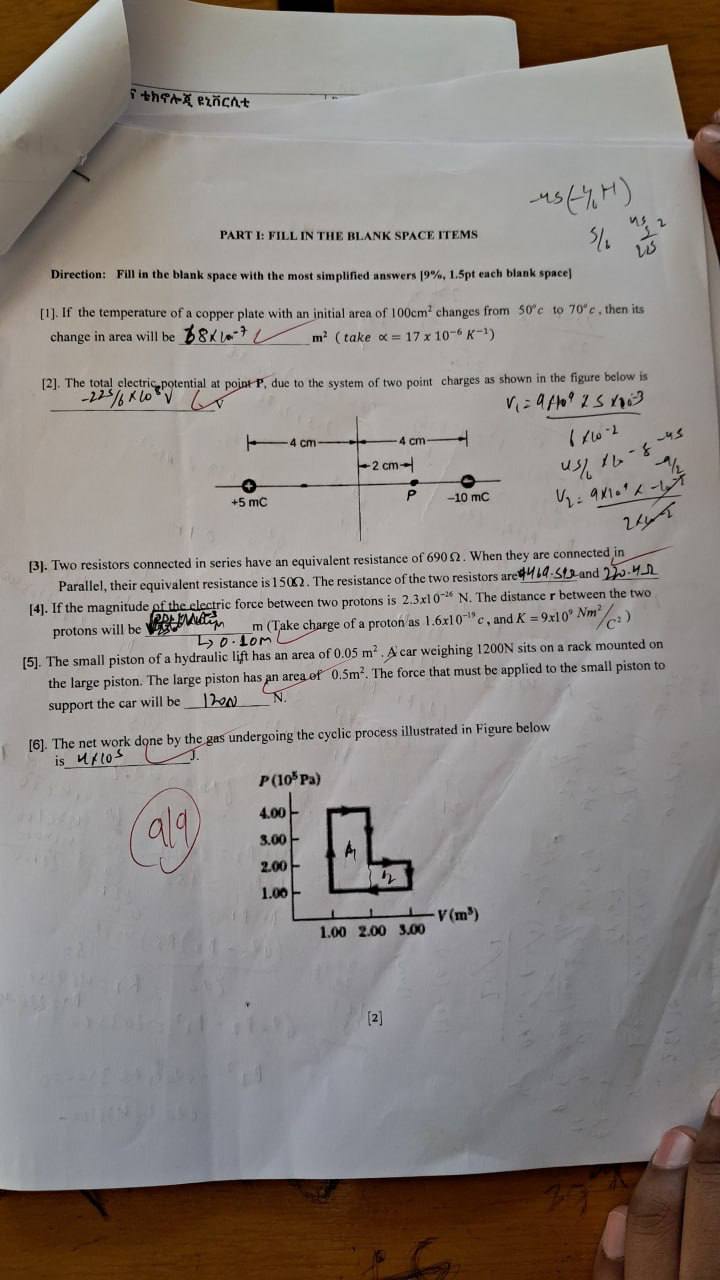 ቴክኖሎጂ ዩኒቨርሲቲ
PART I: FILL IN THE BLANK SPACE ITEMS
Direction: Fill in the blank space with the most simplified answers [9%, 1.5pt each blank space]
[1]. If the temperature of a copper plate with an initial area of 100cm² changes from 50°c to 70°c, then its
change in area will be 68x10⁻⁷ m² ( take ∝ = 17 x 10⁻⁶ K⁻¹)
[2]. The total electric potential at point P, due to the system of two point charges as shown in the figure below is
-225/6 x10⁸ V V
V₁ = 9x10⁹ x 5 x10⁻³
6 x10⁻²
4 cm 4 cm
2 cm
+5 mC P -10 mC
V₂ =
[3]. Two resistors connected in series have an equivalent resistance of 690 Ω. When they are connected in
Parallel, their equivalent resistance is 150Ω. The resistance of the two resistors are 469.5Ω and 220.4Ω
[4]. If the magnitude of the electric force between two protons is 2.3x10⁻²⁶ N. The distance r between the two
protons will be m (Take charge of proton as 1.6x10⁻¹⁹ c, and K = 9x10⁹ Nm²/C²)
0.10m
[5]. The small piston of a hydraulic lift has an area of 0.05 m². A car weighing 1200N sits on a rack mounted on
the large piston. The large piston has an area of 0.5m². The force that must be applied to the small piston to
support the car will be 120N N.
[6]. The net work done by the gas undergoing the cyclic process illustrated in Figure below
is 4x10⁵ J.
9/9
P (10⁵ Pa)
4.00
3.00
A₁
2.00
1.00
V (m³)
1.00 2.00 3.00
[2]